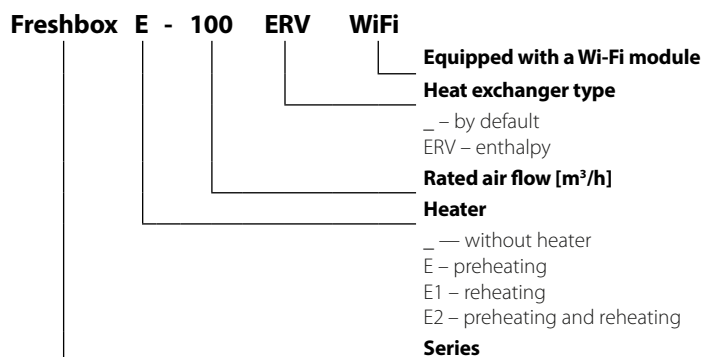 Freshbox E - 100 ERV WiFi
Equipped with a Wi-Fi module
Heat exchanger type
_ – by default
ERV – enthalpy
Rated air flow [m³/h]
Heater
_ — without heater
E – preheating
E1 – reheating
E2 – preheating and reheating
Series